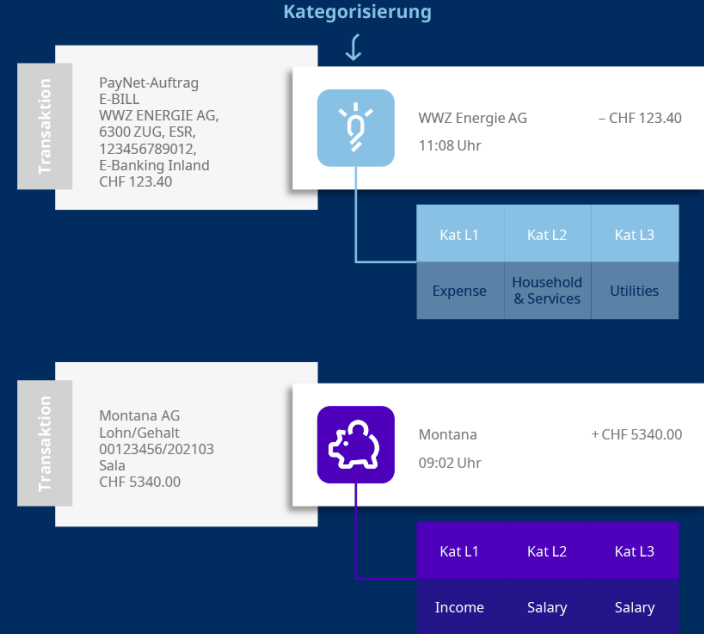 Kategorisierung
Transaktion
PayNet-Auftrag
E-BILL
WWZ ENERGIE AG,
6300 ZUG, ESR,
123456789012,
E-Banking Inland
CHF 123.40
WWZ Energie AG – CHF 123.40
11:08 Uhr
Kat L1 Kat L2 Kat L3
Expense Household & Services Utilities
Transaktion
Montana AG
Lohn/Gehalt
00123456/202103
Sala
CHF 5340.00
Montana + CHF 5340.00
09:02 Uhr
Kat L1 Kat L2 Kat L3
Income Salary Salary